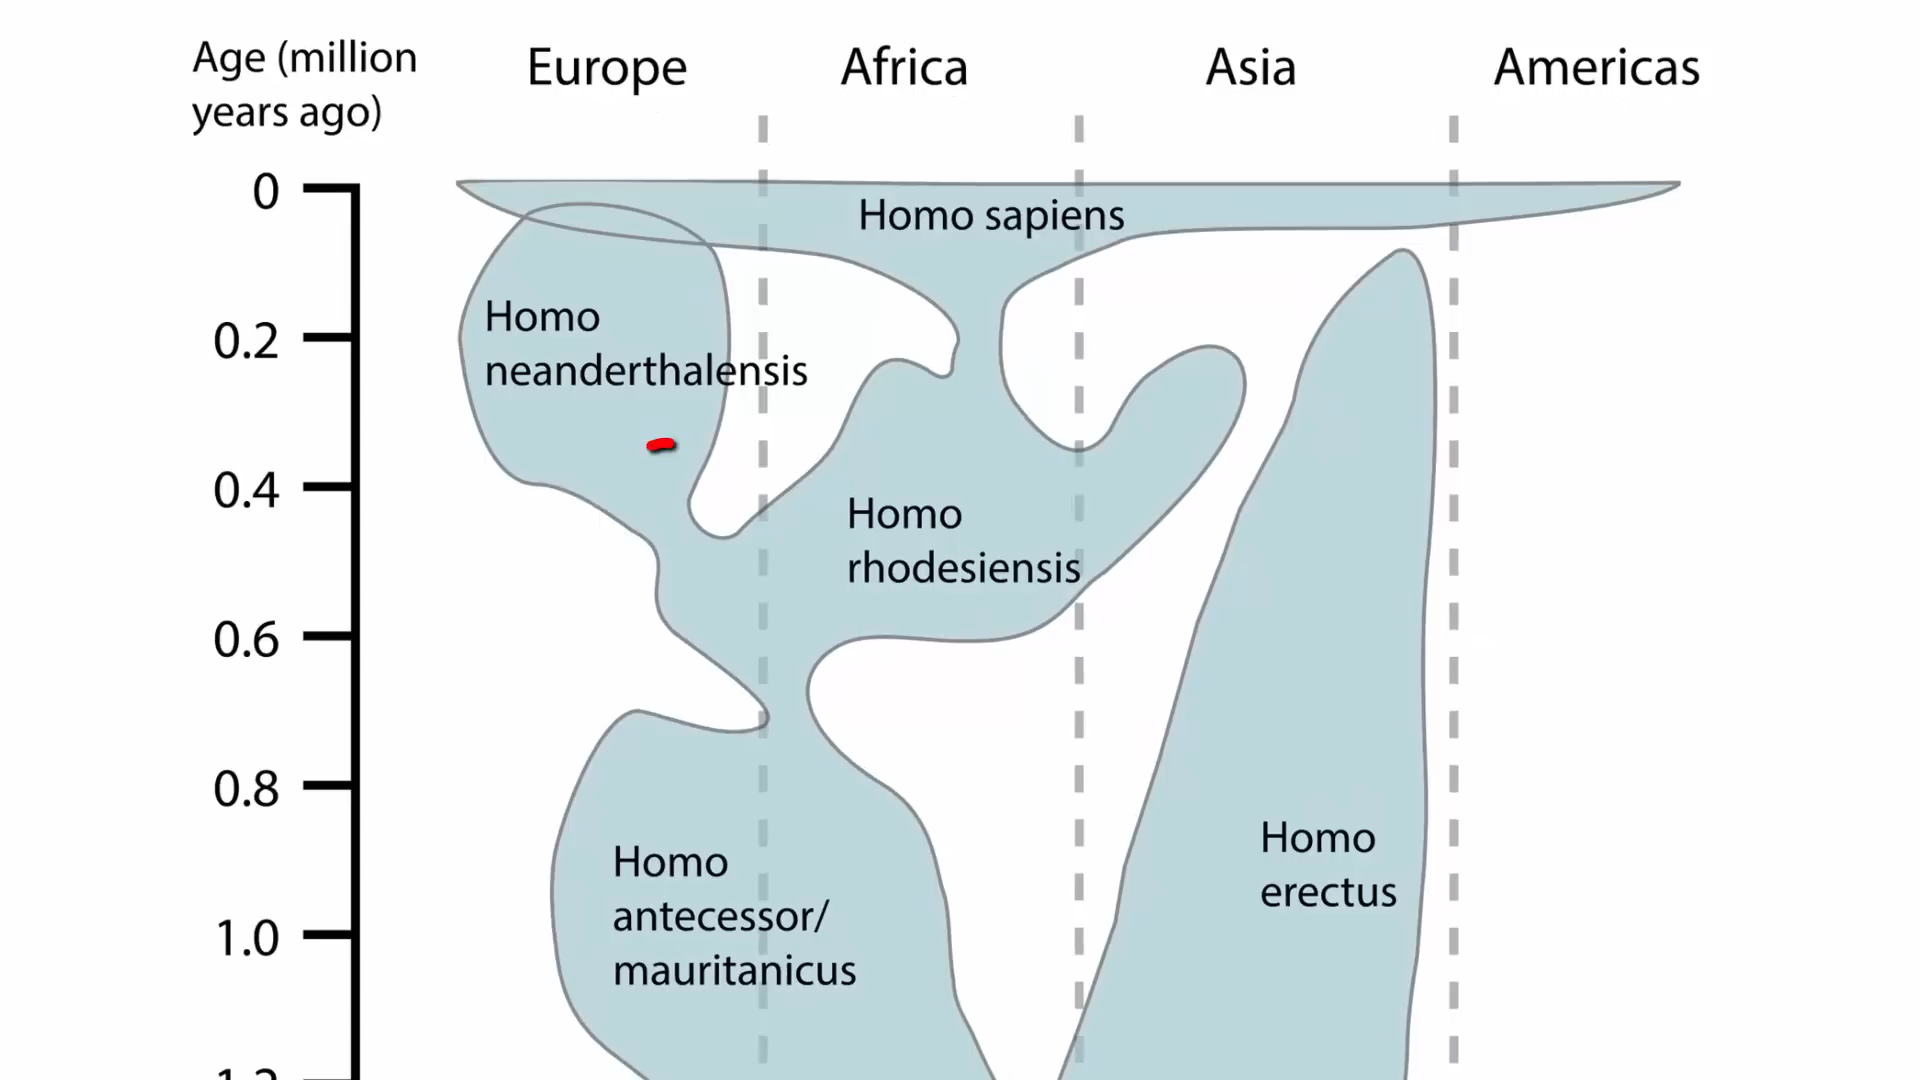 Age (million
years ago)
Europe
Africa
Asia
Americas
0
Homo sapiens
0.2
Homo
neanderthalensis
0.4
Homo
rhodesiensis
0.6
0.8
Homo
erectus
Homo
antecessor/
mauritanicus
1.0